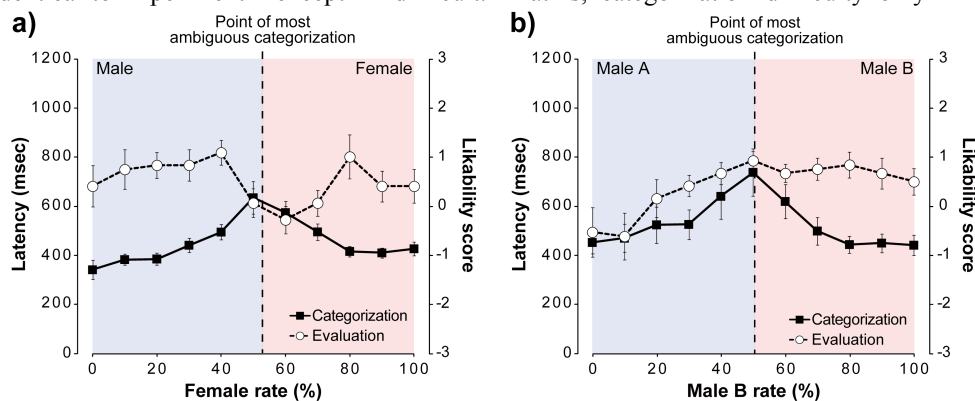 a)
Point of most
ambiguous categorization
1200
1000
800
600
400
200
0
Latency (msec)
Male
Female
3
2
1
0
-1
-2
-3
Likability score
Categorization
Evaluation
0 20 40 60 80 100
Female rate (%)
b)
Point of most
ambiguous categorization
1200
1000
800
600
400
200
0
Latency (msec)
Male A
Male B
3
2
1
0
-1
-2
-3
Likability score
Categorization
Evaluation
0 20 40 60 80 100
Male B rate (%)